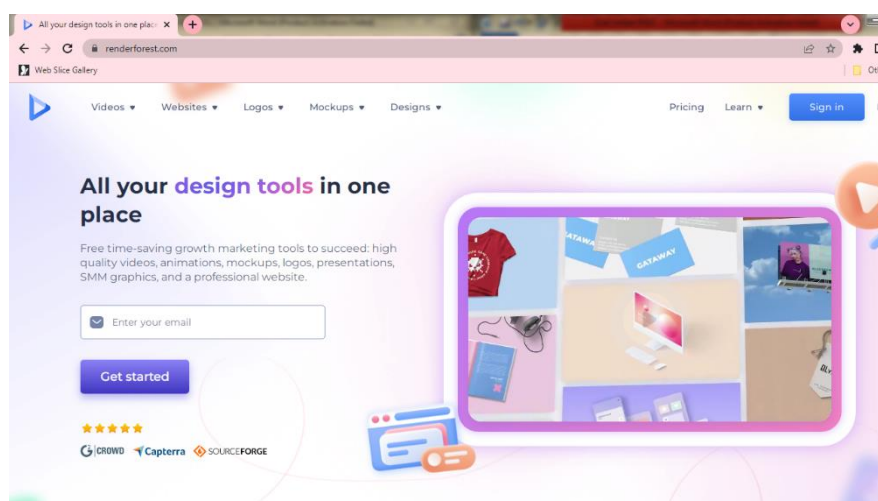 All your design tools in one place
renderforest.com
Web Slice Gallery
Videos
Websites
Logos
Mockups
Designs
Pricing
Learn
Sign in
All your design tools in one
place
Free time-saving growth marketing tools to succeed: high
quality videos, animations, mockups, logos, presentations,
SMM graphics, and a professional website.
Enter your email
Get started
CROWD
Capterra
SOURCEFORGE
GATAWAY
GATAWAY